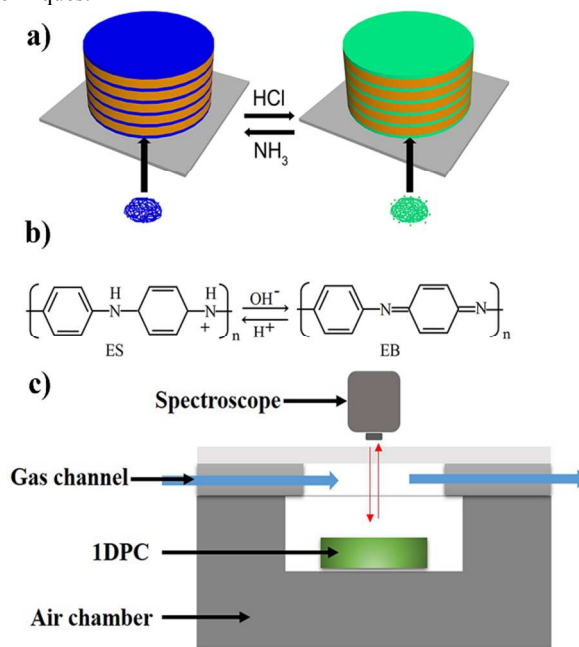 a)
HCl
NH3
b)
H
H
N
N
+
n
OH-
H+
N
N
n
ES
EB
c)
Spectroscope
Gas channel
1DPC
Air chamber